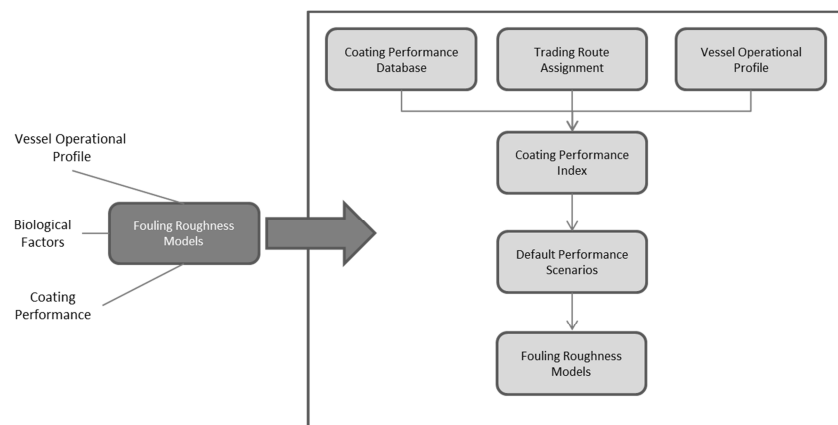 Vessel Operational
Profile
Biological
Factors
Coating
Performance
Fouling Roughness
Models
Coating Performance
Database
Trading Route
Assignment
Vessel Operational
Profile
Coating Performance
Index
Default Performance
Scenarios
Fouling Roughness
Models